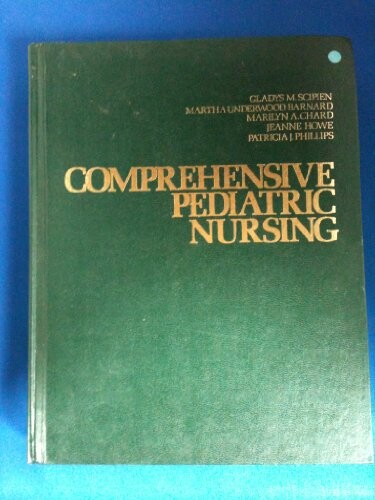 GLADYS M. SCIPIEN
MARTHA UNDERWOOD BARNARD
MARILYN A. CHARD
JEANNE HOWE
PATRICIA J. PHILLIPS
COMPREHENSIVE
PEDIATRIC
NURSING